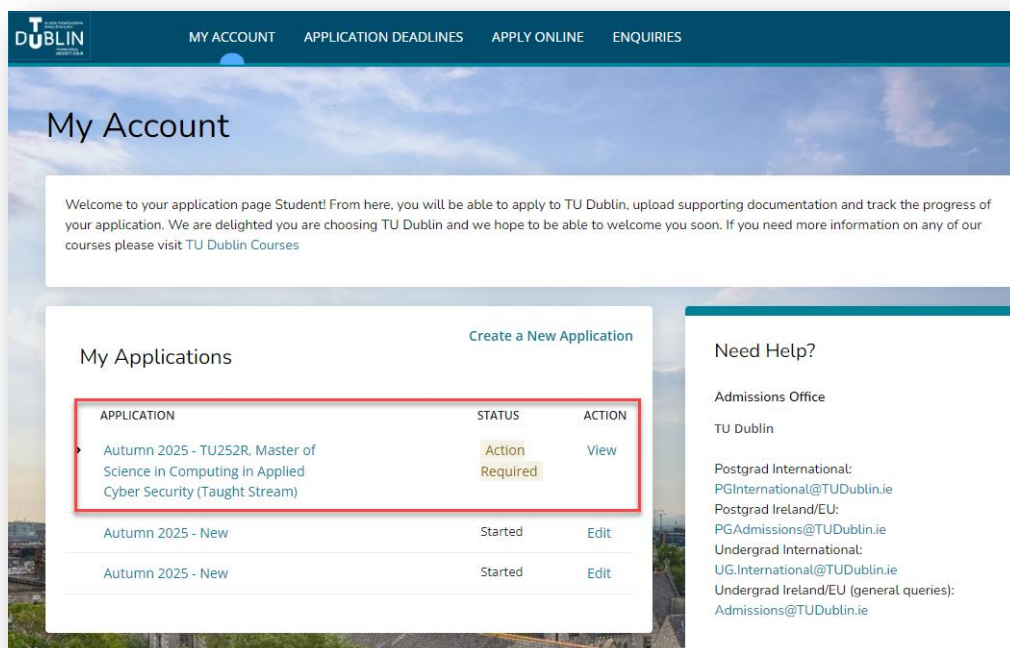 DUBLIN
MY ACCOUNT
APPLICATION DEADLINES
APPLY ONLINE
ENQUIRIES
My Account
Welcome to your application page Student! From here, you will be able to apply to TU Dublin, upload supporting documentation and track the progress of
your application. We are delighted you are choosing TU Dublin and we hope to be able to welcome you soon. If you need more information on any of our
courses please visit TU Dublin Courses
Create a New Application
My Applications
APPLICATION STATUS ACTION
Autumn 2025 - TU252R, Master of
Science in Computing in Applied
Cyber Security (Taught Stream)
Action
Required
View
Autumn 2025 - New Started Edit
Autumn 2025 - New Started Edit
Need Help?
Admissions Office
TU Dublin
Postgrad International:
PGInternational@TUDublin.ie
Postgrad Ireland/EU:
PGAdmissions@TUDublin.ie
Undergrad International:
UG.International@TUDublin.ie
Undergrad Ireland/EU (general queries):
Admissions@TUDublin.ie